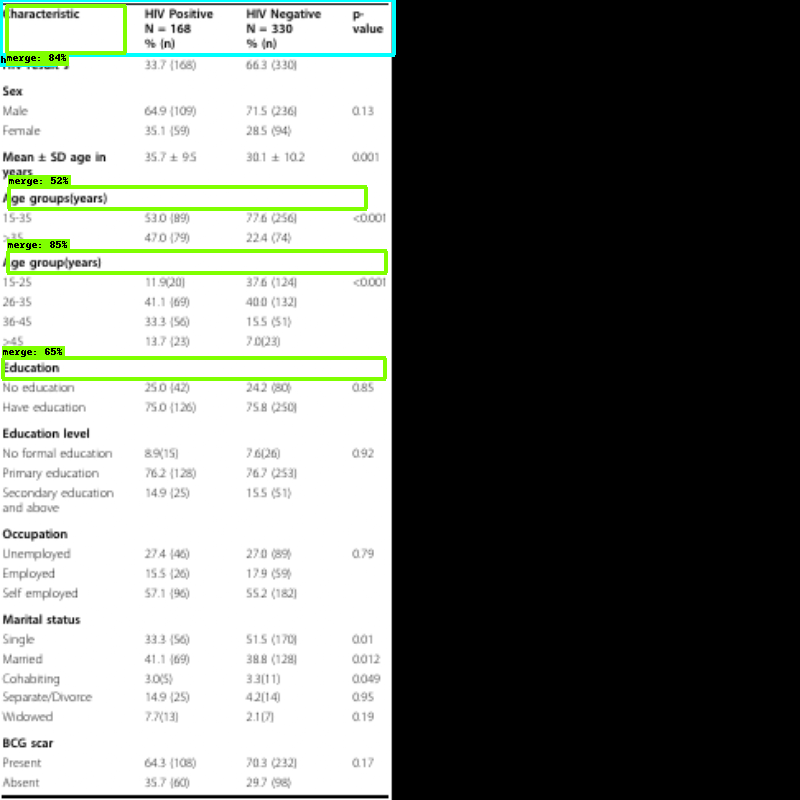 Characteristic HIV Positive HIV Negative p-
N = 168 N = 330 value
% (n) % (n)
merge: 84%
33.7 (168) 66.3 (330)
Sex
Male 64.9 (109) 71.5 (236) 0.13
Female 35.1 (59) 28.5 (94)
Mean ± SD age in 35.7 ± 9.5 30.1 ± 10.2 0.001
years
merge: 52%
Age groups(years)
15-35 53.0 (89) 77.6 (256) <0.001
>35 47.0 (79) 22.4 (74)
merge: 85%
Age group(years)
15-25 11.9(20) 37.6 (124) <0.001
26-35 41.1 (69) 40.0 (132)
36-45 33.3 (56) 15.5 (51)
>45 13.7 (23) 7.0(23)
merge: 65%
Education
No education 25.0 (42) 24.2 (80) 0.85
Have education 75.0 (126) 75.8 (250)
Education level
No formal education 8.9(15) 7.6(26) 0.92
Primary education 76.2 (128) 76.7 (253)
Secondary education 14.9 (25) 15.5 (51)
and above
Occupation
Unemployed 27.4 (46) 27.0 (89) 0.79
Employed 15.5 (26) 17.9 (59)
Self employed 57.1 (96) 55.2 (182)
Marital status
Single 33.3 (56) 51.5 (170) 0.01
Married 41.1 (69) 38.8 (128) 0.012
Cohabiting 3.0(5) 3.3(11) 0.049
Separate/Divorce 14.9 (25) 4.2(14) 0.95
Widowed 7.7(13) 2.1(7) 0.19
BCG scar
Present 64.3 (108) 70.3 (232) 0.17
Absent 35.7 (60) 29.7 (98)